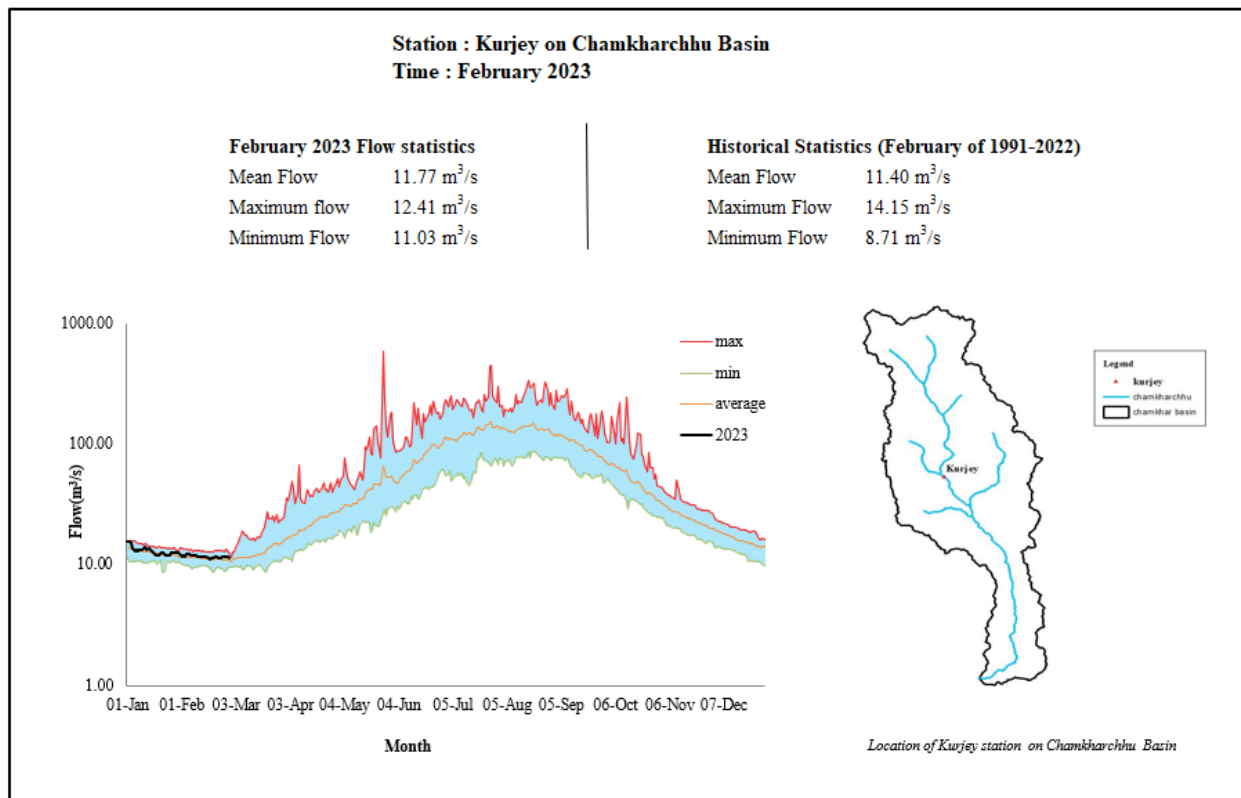 Station : Kurjey on Chamkharchhu Basin
Time : February 2023
February 2023 Flow statistics
Mean Flow 11.77 m³/s
Maximum flow 12.41 m³/s
Minimum Flow 11.03 m³/s
Historical Statistics (February of 1991-2022)
Mean Flow 11.40 m³/s
Maximum Flow 14.15 m³/s
Minimum Flow 8.71 m³/s
1000.00
100.00
10.00
1.00
Flow(m³/s)
max
min
average
2023
01-Jan 01-Feb 03-Mar 03-Apr 04-May 04-Jun 05-Jul 05-Aug 05-Sep 06-Oct 06-Nov 07-Dec
Month
Kurjey
Legend
kurjey
chamkharchhu
chamkhar basin
Location of Kurjey station on Chamkharchhu Basin